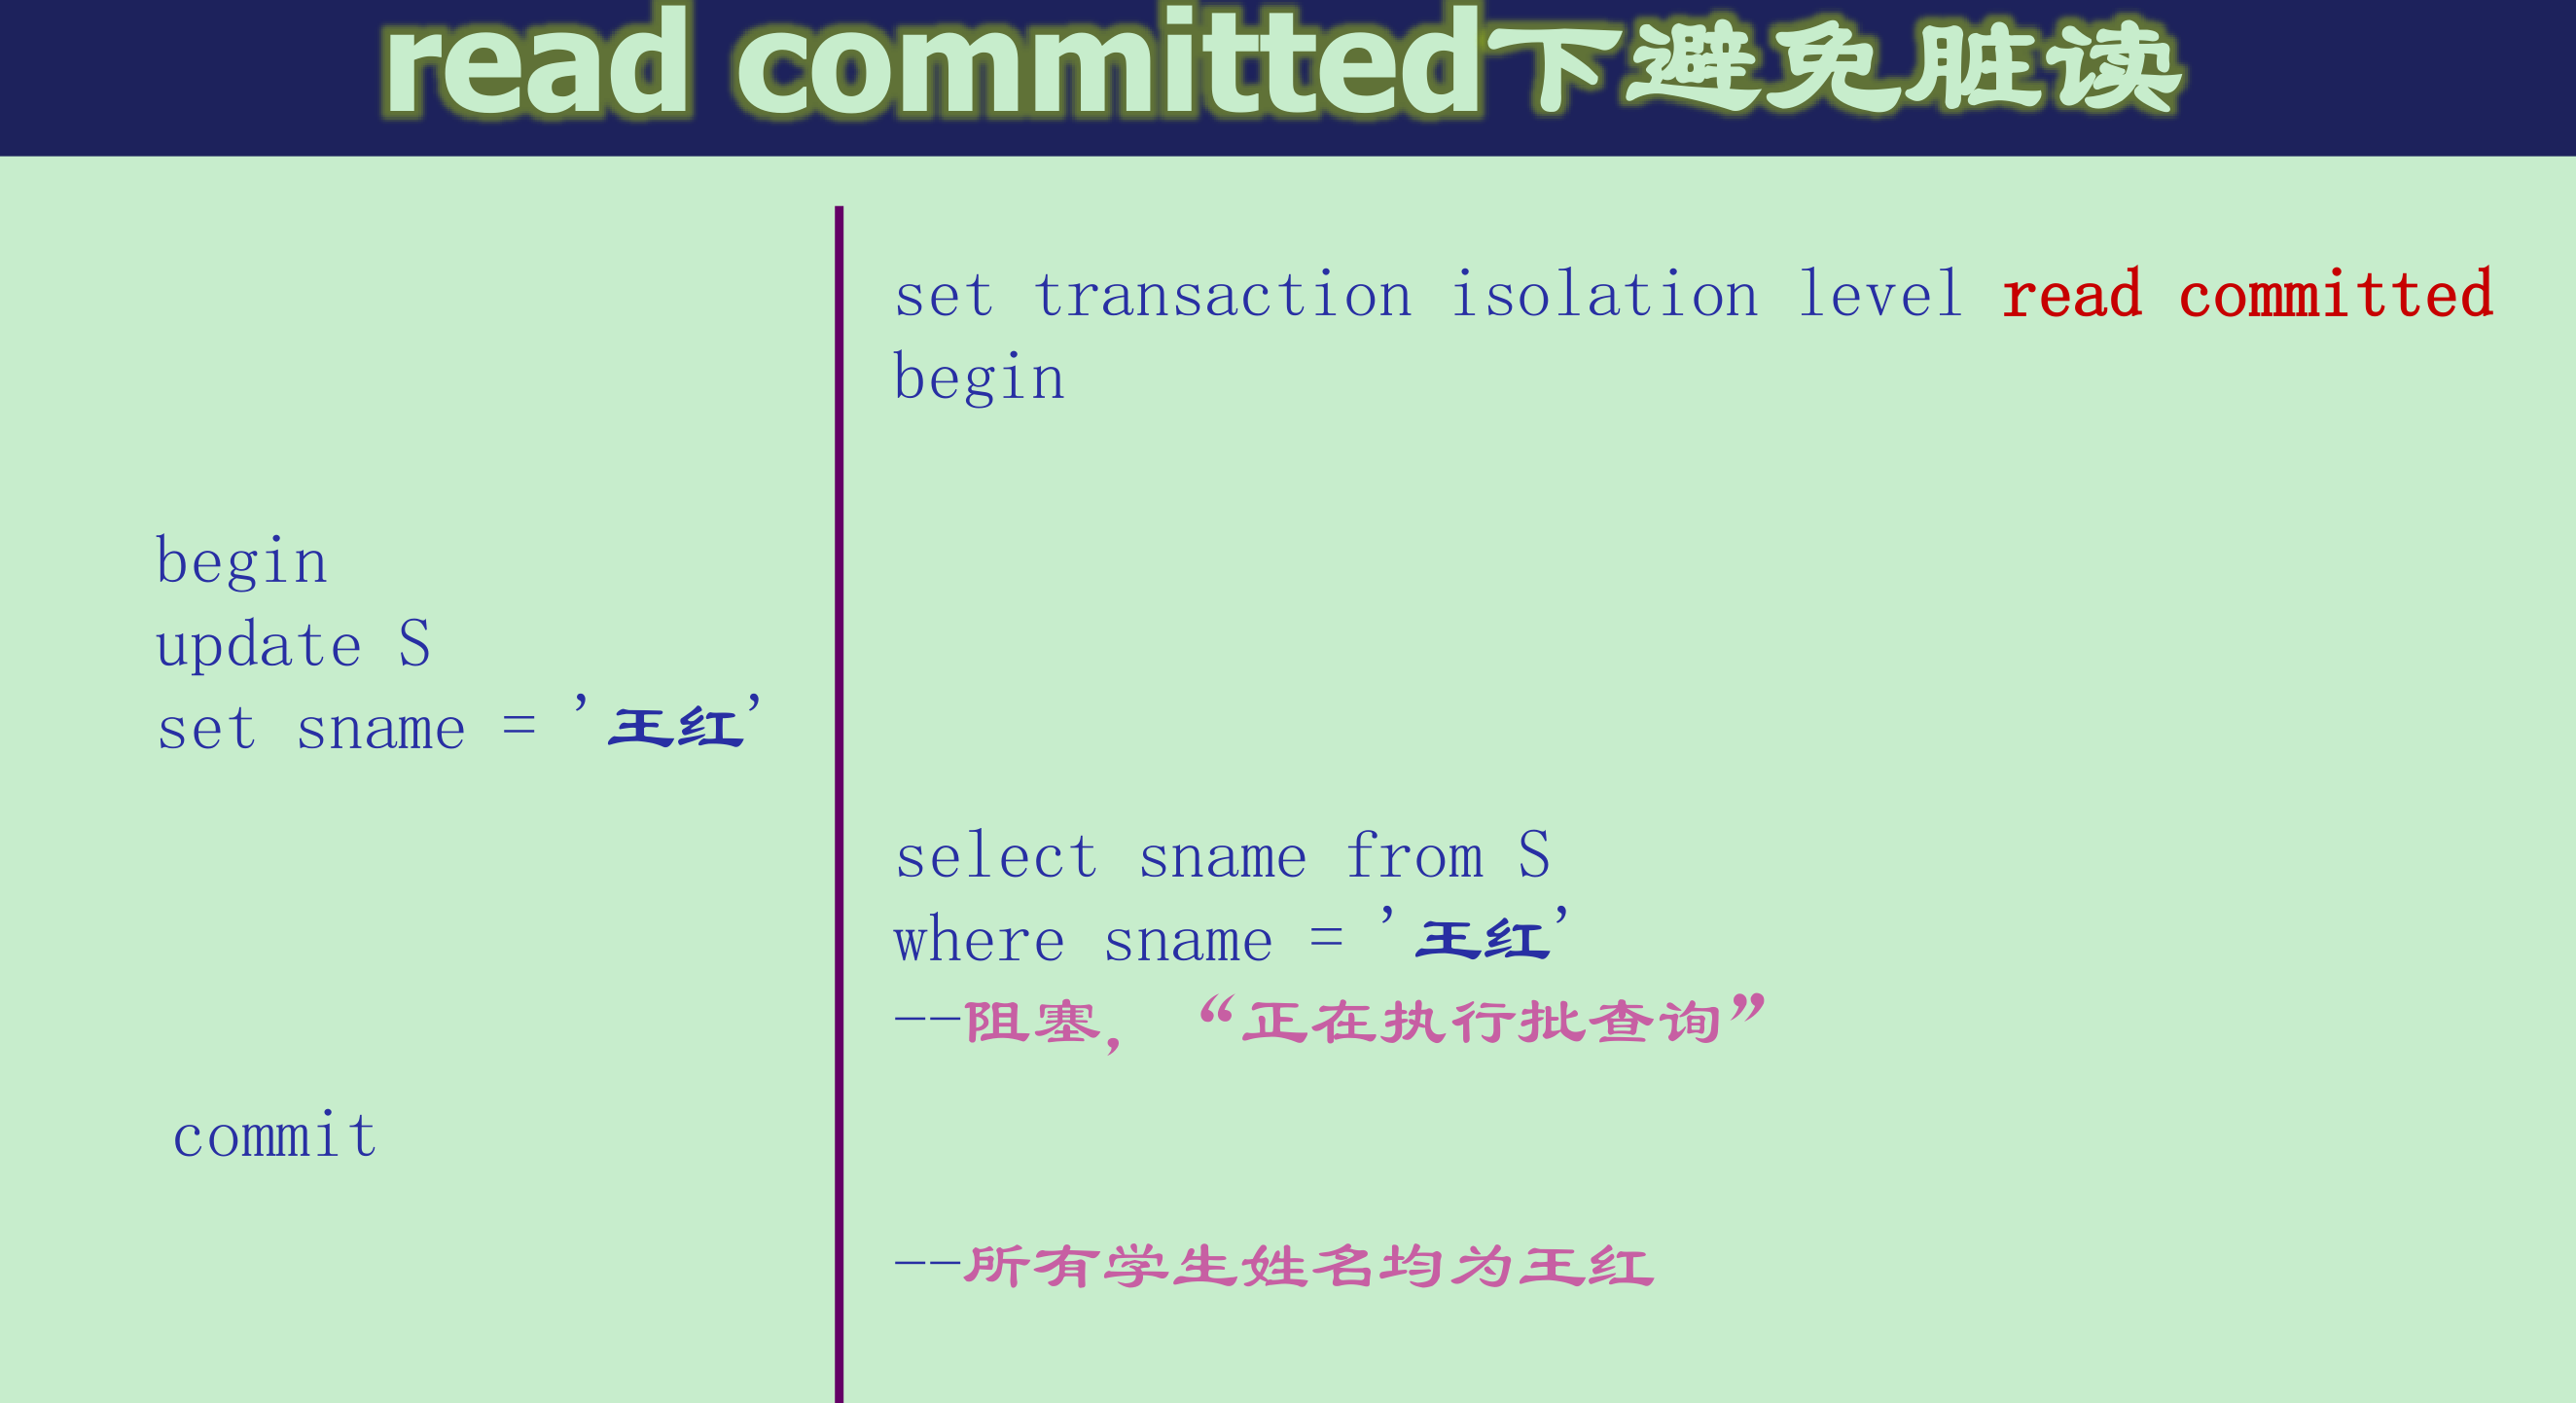 read committed下避免脏读
set transaction isolation level read committed
begin
begin
update S
set sname = '王红'
select sname from S
where sname = '王红'
--阻塞，“正在执行批查询”
commit
--所有学生姓名均为王红